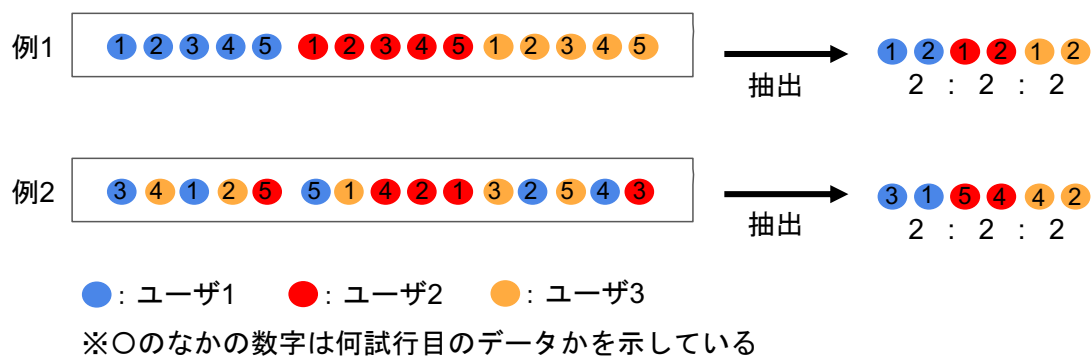 例1 1 2 3 4 5 1 2 3 4 5 1 2 3 4 5 抽出 1 2 1 2 1 2
2 : 2 : 2
例2 3 4 1 2 5 5 1 4 2 1 3 2 5 4 3 抽出 3 1 5 4 4 2
2 : 2 : 2
: ユーザ1 : ユーザ2 : ユーザ3
※〇のなかの数字は何試行目のデータかを示している